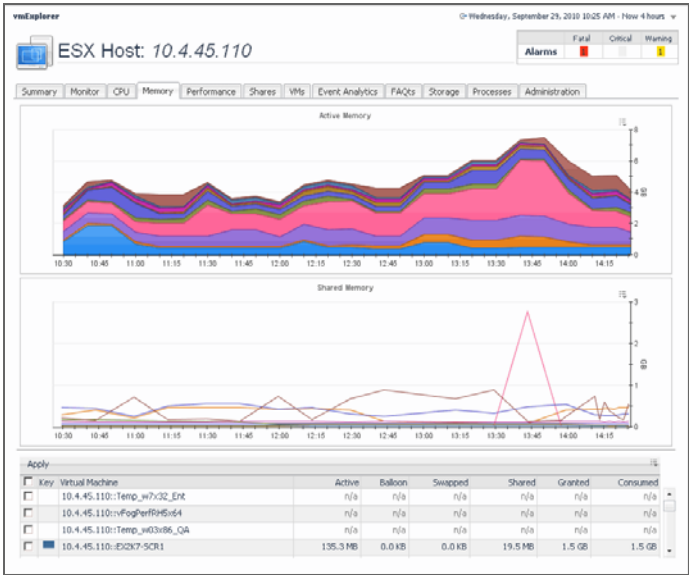 vmExplorer
Wednesday, September 29, 2010 10:25 AM - Now 4 hours
ESX Host: 10.4.45.110
Fatal Critical Warning
Alarms 1 1
Summary Monitor CPU Memory Performance Shares VMs Event Analytics FAQts Storage Processes Administration
Active Memory
8
6
4
2
0
GB
10:30 10:45 11:00 11:15 11:30 11:45 12:00 12:15 12:30 12:45 13:00 13:15 13:30 13:45 14:00 14:15
Shared Memory
3
2
1
0
GB
10:30 10:45 11:00 11:15 11:30 11:45 12:00 12:15 12:30 12:45 13:00 13:15 13:30 13:45 14:00 14:15
Apply
Key Virtual Machine Active Balloon Swapped Shared Granted Consumed
10.4.45.110::Temp_w7x32_Ent n/a n/a n/a n/a n/a n/a
10.4.45.110::vFogPerfRH5x64 n/a n/a n/a n/a n/a n/a
10.4.45.110::Temp_w03x86_QA n/a n/a n/a n/a n/a n/a
10.4.45.110::EX2K7-SCR1 135.3 MB 0.0 KB 0.0 KB 19.5 MB 1.5 GB 1.5 GB